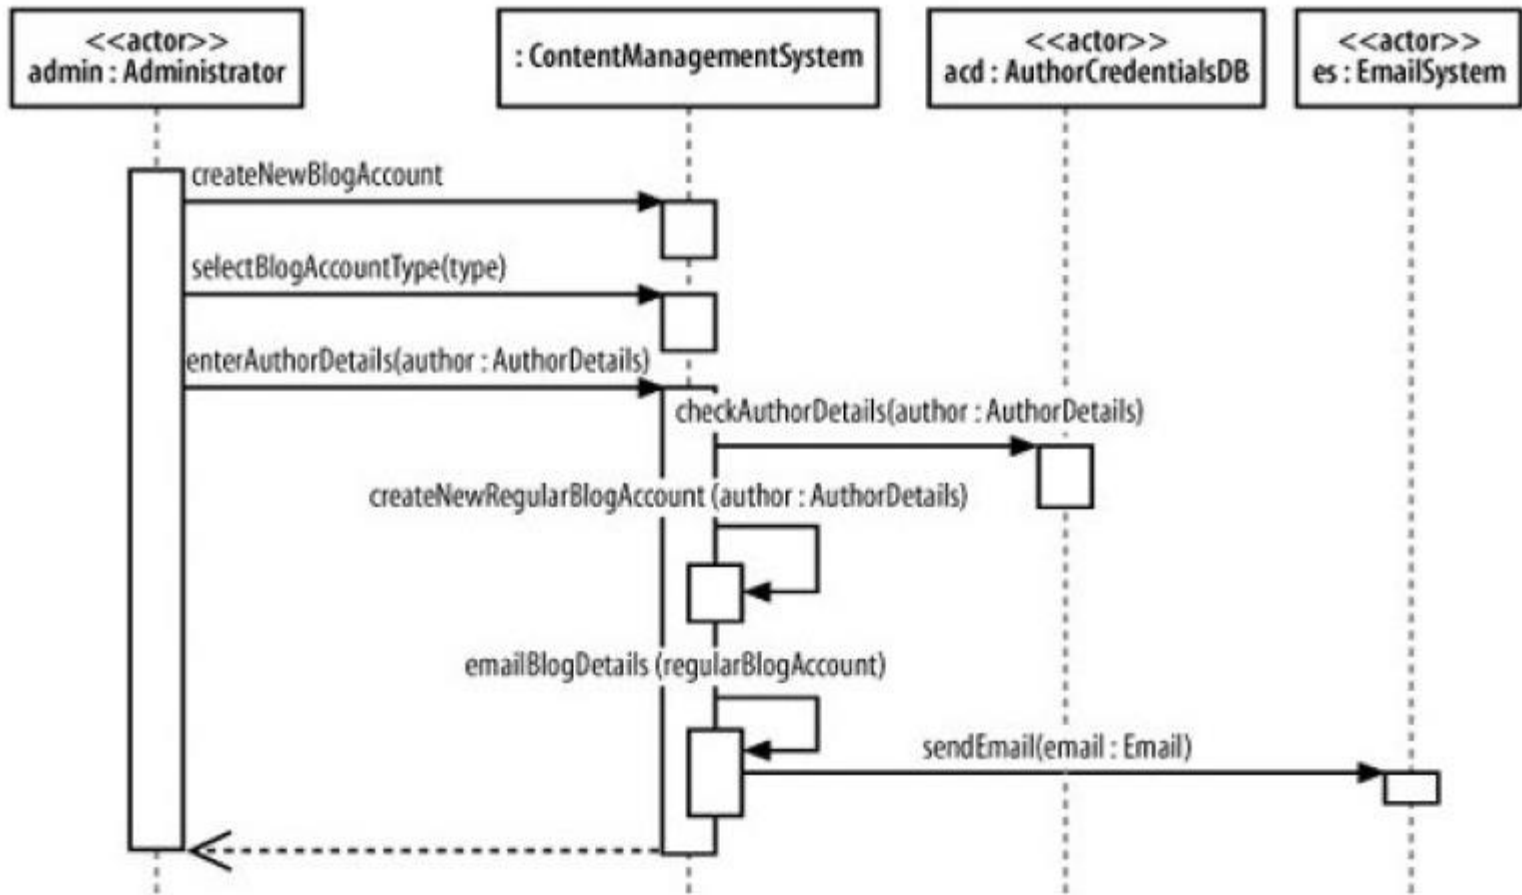 <<actor>>
admin : Administrator
: ContentManagementSystem
<<actor>>
acd : AuthorCredentialsDB
<<actor>>
es : EmailSystem
createNewBlogAccount
selectBlogAccountType(type)
enterAuthorDetails(author : AuthorDetails)
checkAuthorDetails(author : AuthorDetails)
createNewRegularBlogAccount (author : AuthorDetails)
emailBlogDetails (regularBlogAccount)
sendEmail(email : Email)